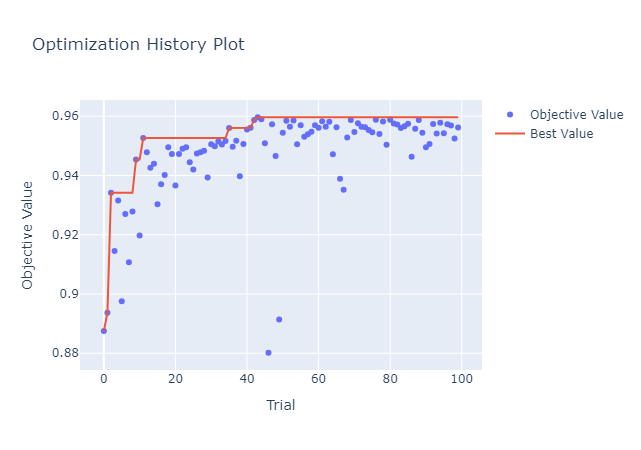 Optimization History Plot
Objective Value
Best Value
0.96
0.94
0.92
0.9
0.88
Objective Value
0
20
40
60
80
100
Trial